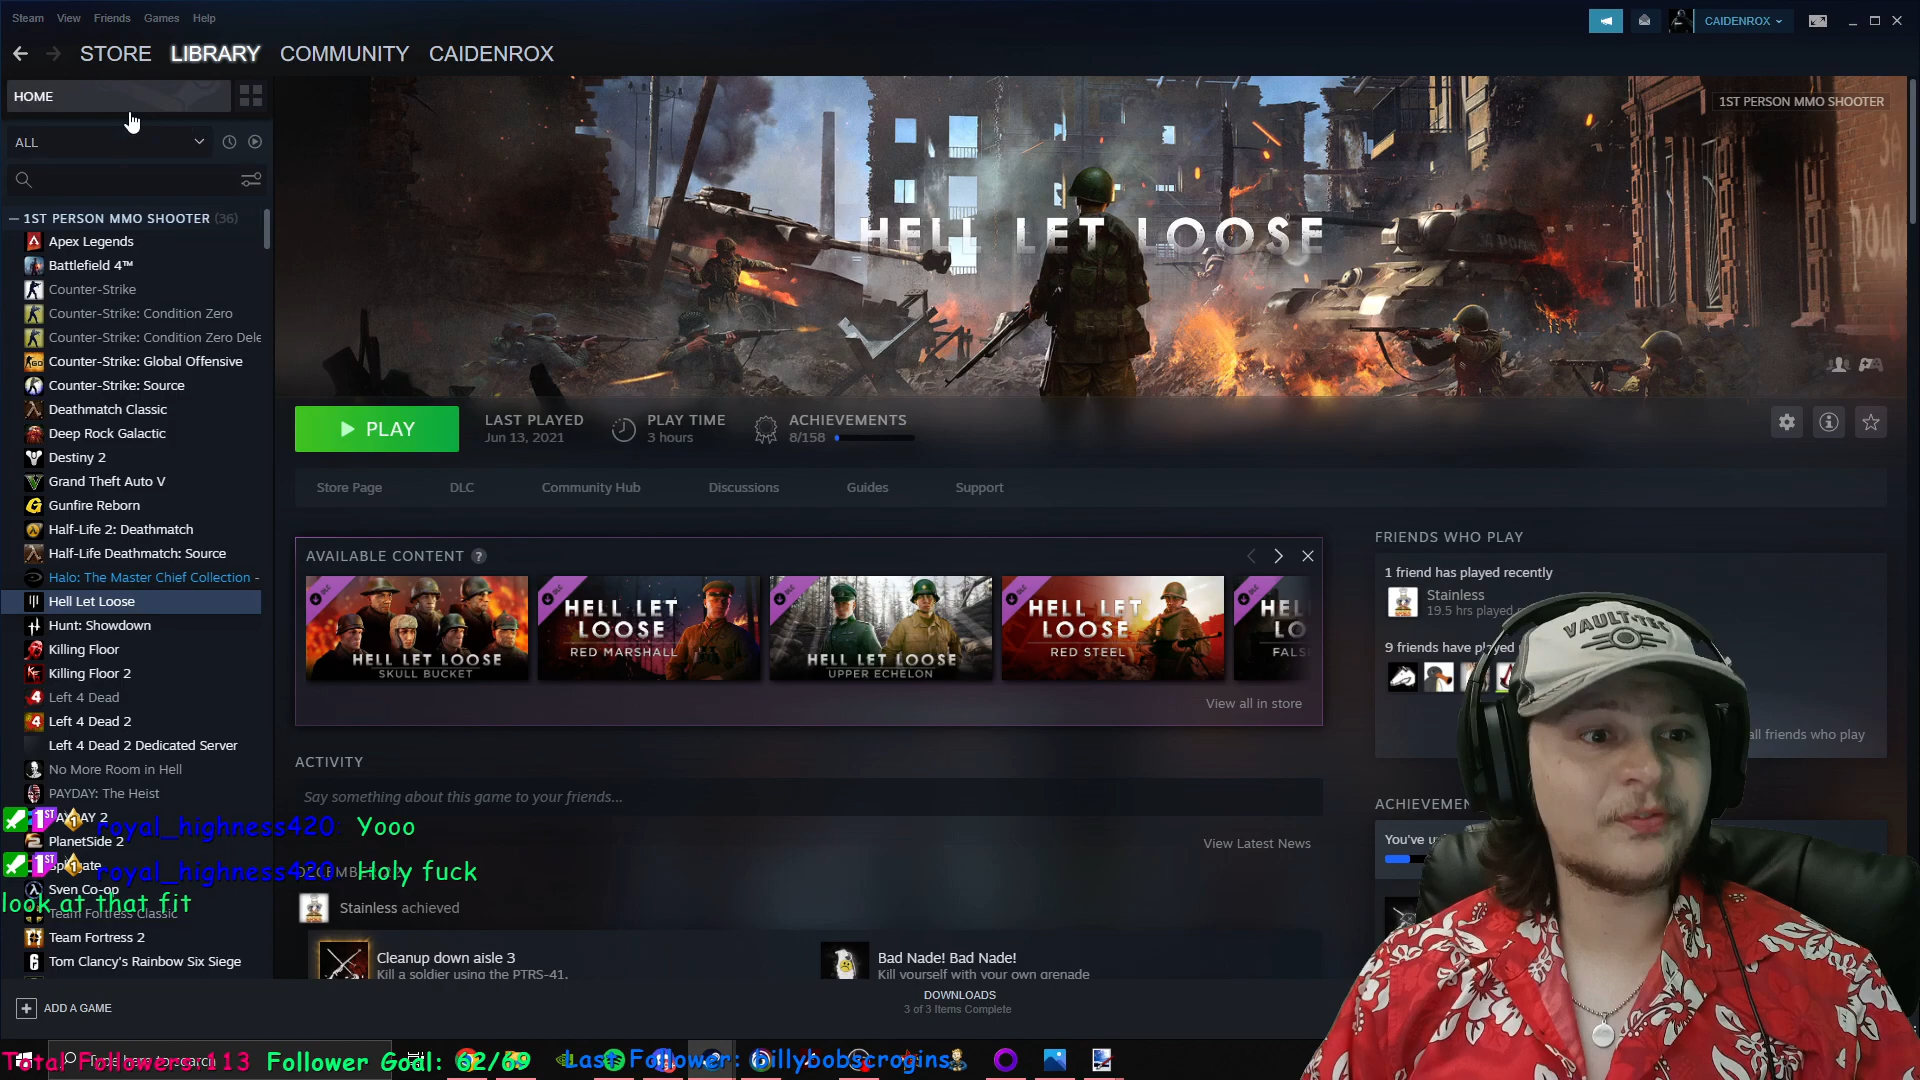 Steam View Friends Games Help
CAIDENROX
STORE LIBRARY COMMUNITY CAIDENROX
HOME
1ST PERSON MMO SHOOTER
ALL
HELL LET LOOSE
1ST PERSON MMO SHOOTER (36)
Apex Legends
Battlefield 4™
Counter-Strike
Counter-Strike: Condition Zero
Counter-Strike: Condition Zero Dele
Counter-Strike: Global Offensive
Counter-Strike: Source
Deathmatch Classic
Deep Rock Galactic
Destiny 2
Grand Theft Auto V
Gunfire Reborn
Half-Life 2: Deathmatch
Half-Life Deathmatch: Source
Halo: The Master Chief Collection -
Hell Let Loose
Hunt: Showdown
Killing Floor
Killing Floor 2
Left 4 Dead
Left 4 Dead 2
Left 4 Dead 2 Dedicated Server
No More Room in Hell
PAYDAY: The Heist
PlanetSide 2
Sven Co-op
Team Fortress Classic
Team Fortress 2
Tom Clancy's Rainbow Six Siege
PLAY
LAST PLAYED
Jun 13, 2021
PLAY TIME
3 hours
ACHIEVEMENTS
8/158
Store Page DLC Community Hub Discussions Guides Support
AVAILABLE CONTENT ?
HELL LET LOOSE
SKULL BUCKET
HELL LET LOOSE
RED MARSHALL
HELL LET LOOSE
UPPER ECHELON
HELL LET LOOSE
RED STEEL
View all in store
FRIENDS WHO PLAY
1 friend has played recently
Stainless
19.5 hrs played
9 friends have played
all friends who play
ACTIVITY
Say something about this game to your friends...
View Latest News
Stainless achieved
Cleanup down aisle 3
Kill a soldier using the PTRS-41.
Bad Nade! Bad Nade!
Kill yourself with your own grenade
You've
royal_highness420: Yooo
royal_highness420: Holy fuck
look at that fit
ADD A GAME
DOWNLOADS
3 of 3 Items Complete
Type here to search
Total Followers:113 Follower Goal: 62/69 Last Follower: billybobscrogins